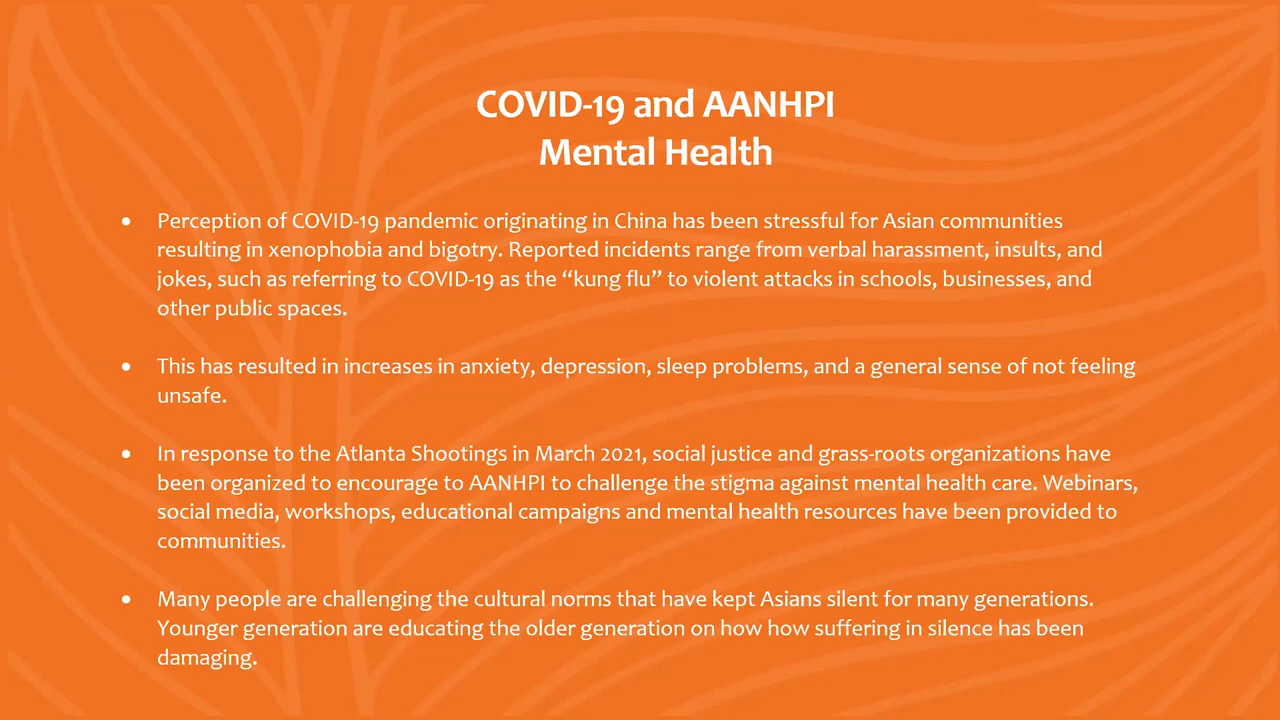 COVID-19 and AANHPI
Mental Health
• Perception of COVID-19 pandemic originating in China has been stressful for Asian communities
resulting in xenophobia and bigotry. Reported incidents range from verbal harassment, insults, and
jokes, such as referring to COVID-19 as the “kung flu” to violent attacks in schools, businesses, and
other public spaces.
• This has resulted in increases in anxiety, depression, sleep problems, and a general sense of not feeling
unsafe.
• In response to the Atlanta Shootings in March 2021, social justice and grass-roots organizations have
been organized to encourage to AANHPI to challenge the stigma against mental health care. Webinars,
social media, workshops, educational campaigns and mental health resources have been provided to
communities.
• Many people are challenging the cultural norms that have kept Asians silent for many generations.
Younger generation are educating the older generation on how how suffering in silence has been
damaging.